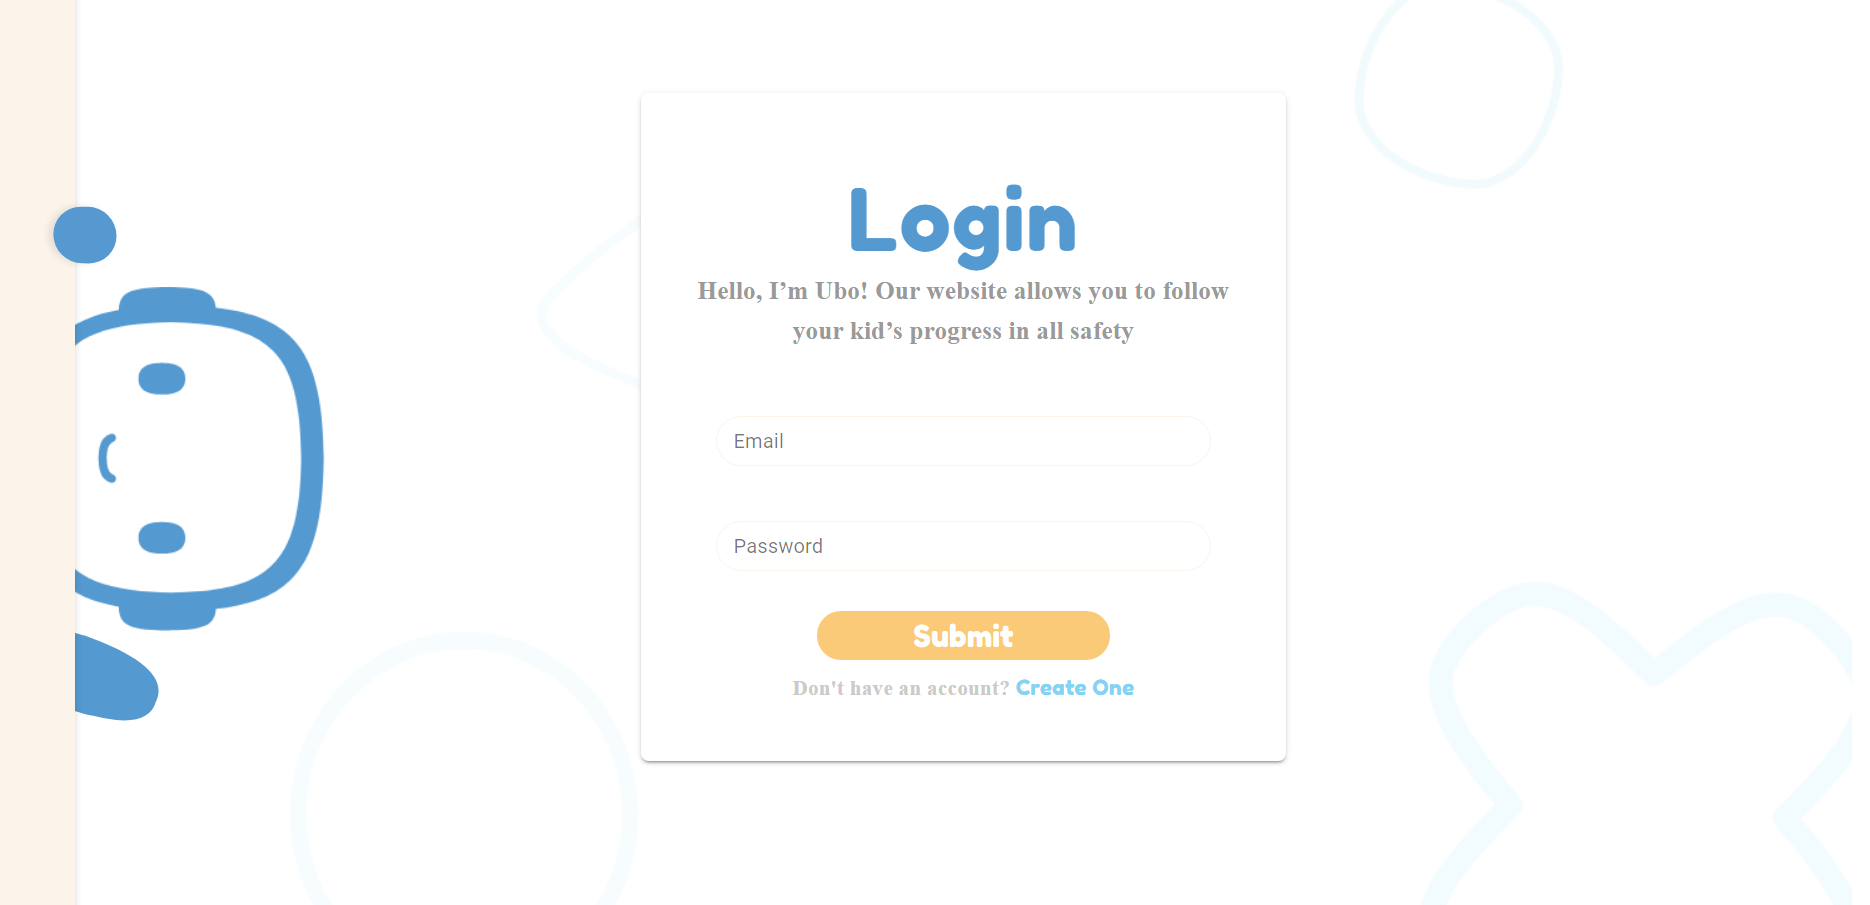 Login
Hello, I’m Ubo! Our website allows you to follow
your kid’s progress in all safety
Email
Password
Submit
Don't have an account? Create One